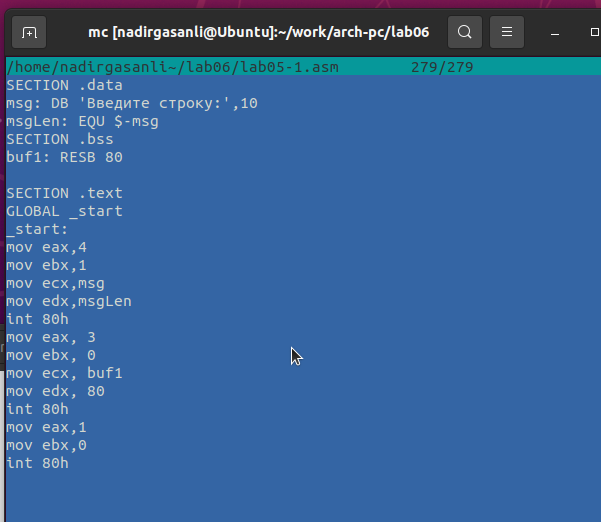 mc [nadirgasanli@Ubuntu]:~/work/arch-pc/lab06
/home/nadirgasanli~/lab06/lab05-1.asm 279/279
SECTION .data
msg: DB 'Введите строку:',10
msgLen: EQU $-msg
SECTION .bss
buf1: RESB 80
SECTION .text
GLOBAL _start
_start:
mov eax,4
mov ebx,1
mov ecx,msg
mov edx,msgLen
int 80h
mov eax, 3
mov ebx, 0
mov ecx, buf1
mov edx, 80
int 80h
mov eax,1
mov ebx,0
int 80h